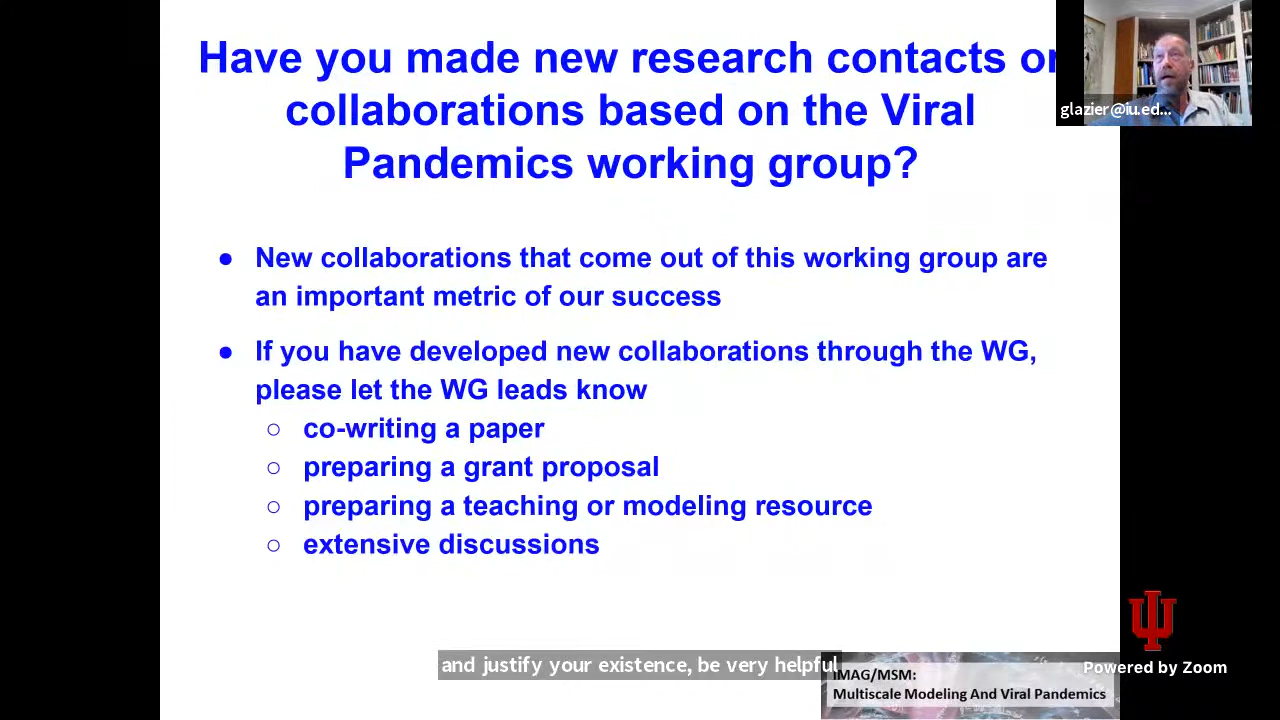 Have you made new research contacts or
collaborations based on the Viral
Pandemics working group?
glazier@iu.ed...
● New collaborations that come out of this working group are
an important metric of our success
● If you have developed new collaborations through the WG,
please let the WG leads know
○ co-writing a paper
○ preparing a grant proposal
○ preparing a teaching or modeling resource
○ extensive discussions
and justify your existence, be very helpful
IMAG/MSM:
Multiscale Modeling And Viral Pandemics
Powered by Zoom